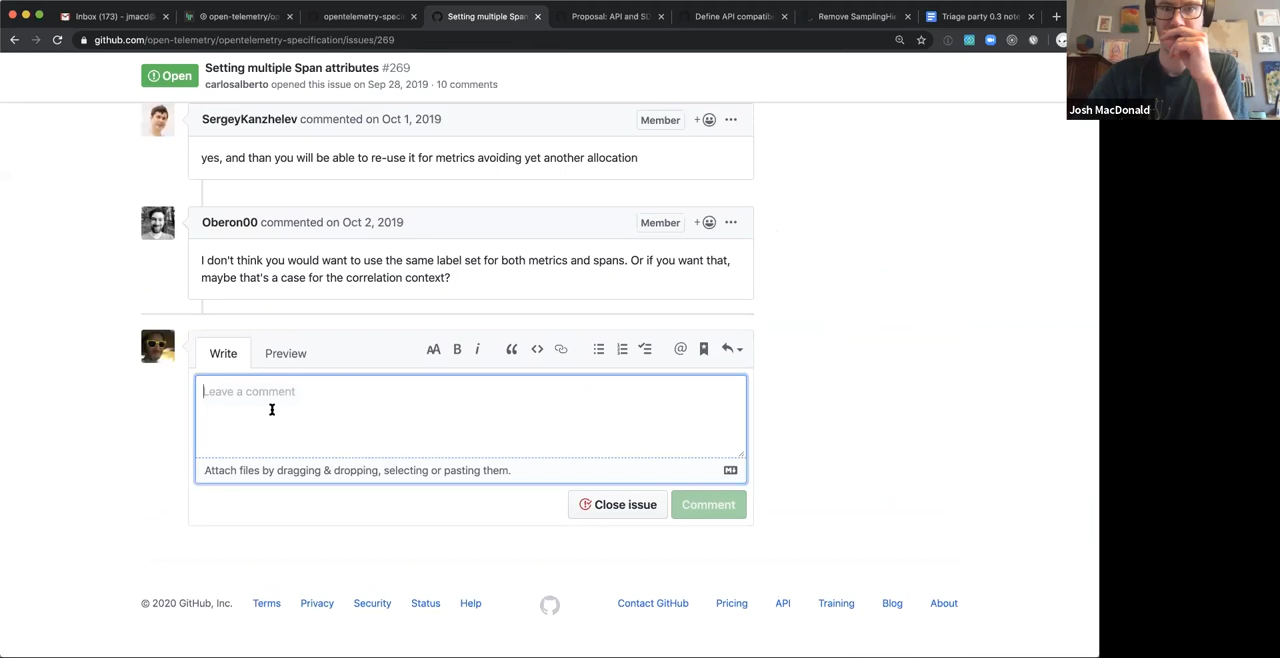 Inbox (173) - jmacd@
open-telemetry/op
opentelemetry-speci
Setting multiple Span
Proposal: API and SD
Define API compatib
Remove SamplingHi
Triage party 0.3 note
github.com/open-telemetry/opentelemetry-specification/issues/269
Josh MacDonald
Open
Setting multiple Span attributes #269
carlosalberto opened this issue on Sep 28, 2019 · 10 comments
SergeyKanzhelev commented on Oct 1, 2019
Member
yes, and than you will be able to re-use it for metrics avoiding yet another allocation
Oberon00 commented on Oct 2, 2019
Member
I don't think you would want to use the same label set for both metrics and spans. Or if you want that,
maybe that's a case for the correlation context?
Write
Preview
Leave a comment
Attach files by dragging & dropping, selecting or pasting them.
Close issue
Comment
© 2020 GitHub, Inc.
Terms
Privacy
Security
Status
Help
Contact GitHub
Pricing
API
Training
Blog
About